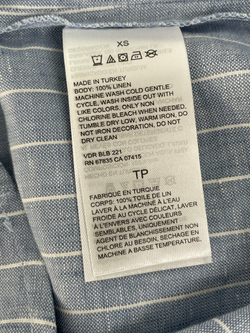 XS
MADE IN TURKEY
BODY: 100% LINEN
MACHINE WASH COLD GENTLE
CYCLE, WASH INSIDE OUT WITH
LIKE COLORS, ONLY NON
CHLORINE BLEACH WHEN NEEDED,
TUMBLE DRY LOW, WARM IRON, DO
NOT IRON DECORATION, DO NOT
DRY CLEAN
VDR BLB 221
RN 67635 CA 07415
TP
FABRIQUÉ EN TURQUIE
CORPS: 100% TOILE DE LIN
LAVAGE EN MACHINE À L'EAU
FROIDE AU CYCLE DÉLICAT, LAVER
À L'ENVERS AVEC COULEURS
SEMBLABLES, UNIQUEMENT
AGENT DE BLANCHISSEMENT NON
CHLORÉ AU BESOIN, SÉCHAGE EN
MACHINE A BASSE TEMPÉRATURE,